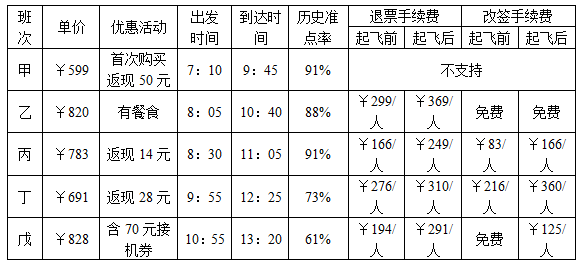 班次 单价 优惠活动 出发时间 到达时间 历史准点率 退票手续费 改签手续费
起飞前 起飞后 起飞前 起飞后
甲 ￥599 首次购买返现 50 元 7：10 9：45 91% 不支持
乙 ￥820 有餐食 8：05 10：40 88% ￥299/人 ￥369/人 免费 免费
丙 ￥783 返现 14 元 8：30 11：05 91% ￥166/人 ￥249/人 ￥83/人 ￥166/人
丁 ￥691 返现 28 元 9：55 12：25 73% ￥276/人 ￥310/人 ￥216/人 ￥360/人
戊 ￥828 含 70 元接机券 10：55 13：20 61% ￥194/人 ￥291/人 免费 ￥125/人